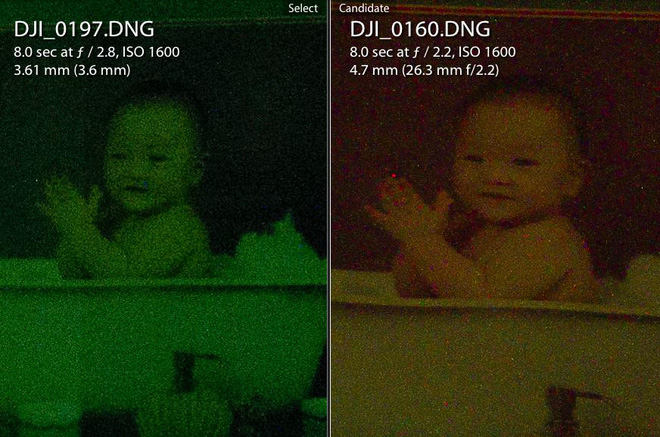 Select
DJI_0197.DNG
8.0 sec at ƒ / 2.8, ISO 1600
3.61 mm (3.6 mm)
Candidate
DJI_0160.DNG
8.0 sec at ƒ / 2.2, ISO 1600
4.7 mm (26.3 mm f/2.2)